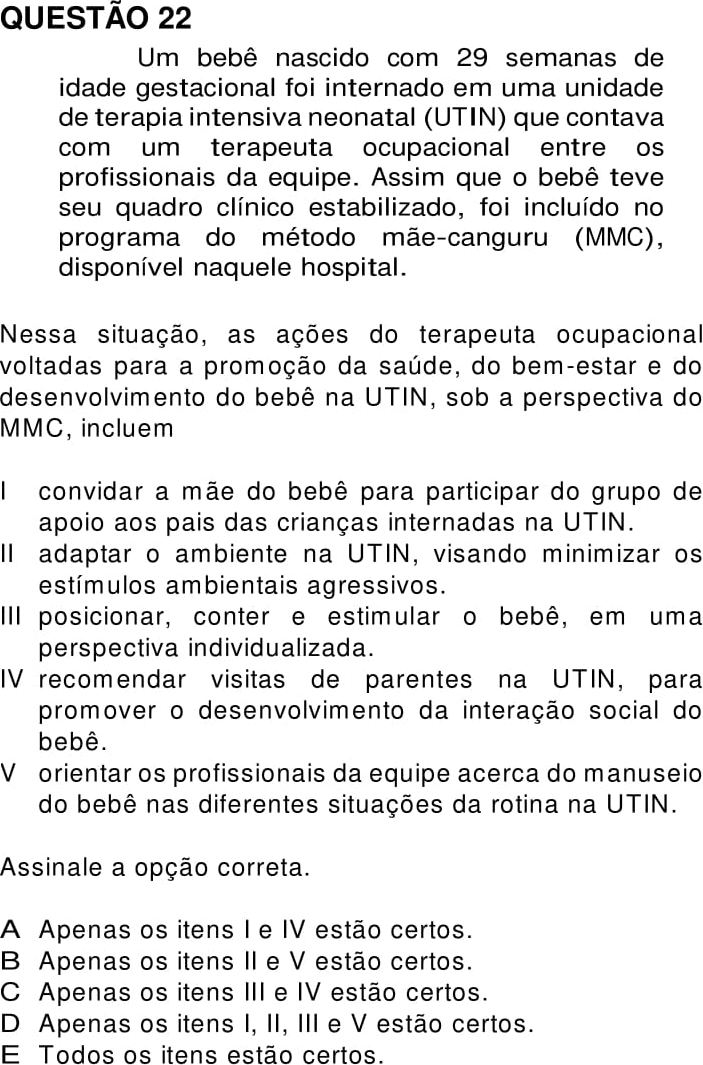 QUESTÃO 22
Um bebê nascido com 29 semanas de
idade gestacional foi internado em uma unidade
de terapia intensiva neonatal (UTIN) que contava
com um terapeuta ocupacional entre os
profissionais da equipe. Assim que o bebê teve
seu quadro clínico estabilizado, foi incluído no
programa do método mãe-canguru (MMC),
disponível naquele hospital.
Nessa situação, as ações do terapeuta ocupacional
voltadas para a promoção da saúde, do bem-estar e do
desenvolvimento do bebê na UTIN, sob a perspectiva do
MMC, incluem
I convidar a mãe do bebê para participar do grupo de
apoio aos pais das crianças internadas na UTIN.
II adaptar o ambiente na UTIN, visando minimizar os
estímulos ambientais agressivos.
III posicionar, conter e estimular o bebê, em uma
perspectiva individualizada.
IV recomendar visitas de parentes na UTIN, para
promover o desenvolvimento da interação social do
bebê.
V orientar os profissionais da equipe acerca do manuseio
do bebê nas diferentes situações da rotina na UTIN.
Assinale a opção correta.
A Apenas os itens I e IV estão certos.
B Apenas os itens II e V estão certos.
C Apenas os itens III e IV estão certos.
D Apenas os itens I, II, III e V estão certos.
E Todos os itens estão certos.